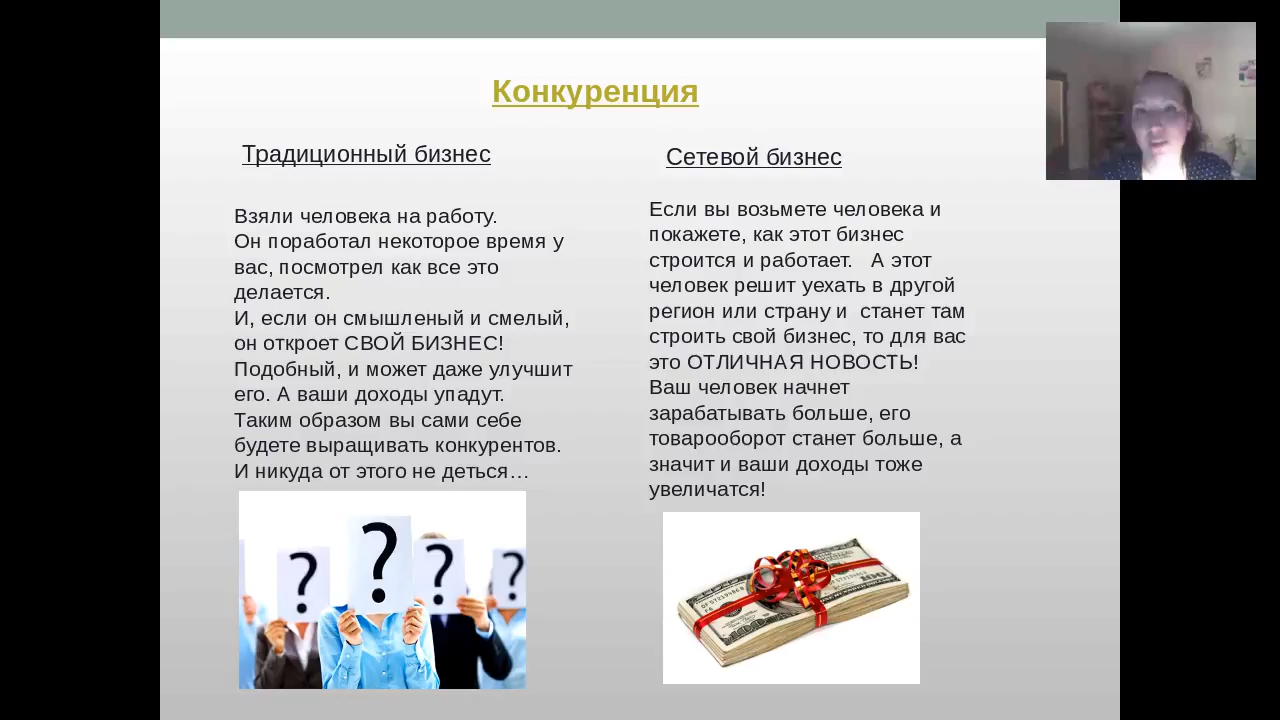 Конкуренция
Традиционный бизнес
Взяли человека на работу.
Он поработал некоторое время у
вас, посмотрел как все это
делается.
И, если он смышленый и смелый,
он откроет СВОЙ БИЗНЕС!
Подобный, и может даже улучшит
его. А ваши доходы упадут.
Таким образом вы сами себе
будете выращивать конкурентов.
И никуда от этого не деться…
? ? ? ?
Сетевой бизнес
Если вы возьмете человека и
покажете, как этот бизнес
строится и работает. А этот
человек решит уехать в другой
регион или страну и станет там
строить свой бизнес, то для вас
это ОТЛИЧНАЯ НОВОСТЬ!
Ваш человек начнет
зарабатывать больше, его
товарооборот станет больше, а
значит и ваши доходы тоже
увеличатся!
100
100